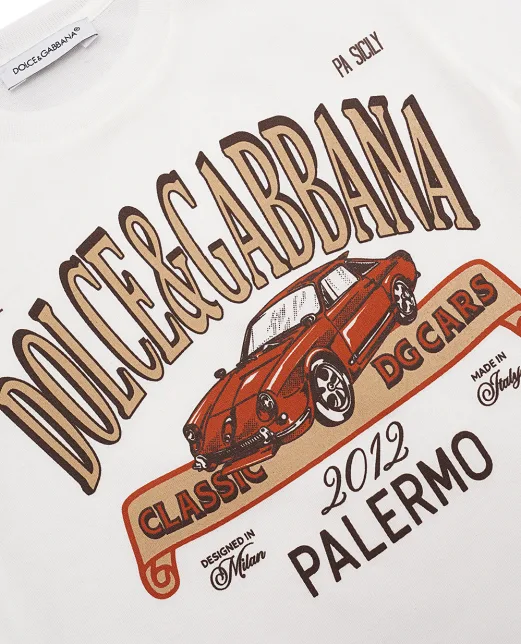 DOLCE&GABBANA®
PA SICILY
DOLCE&GABBANA
CLASSIC DG CARS
MADE IN
Italy
2012
DESIGNED IN
Milan
PALERMO